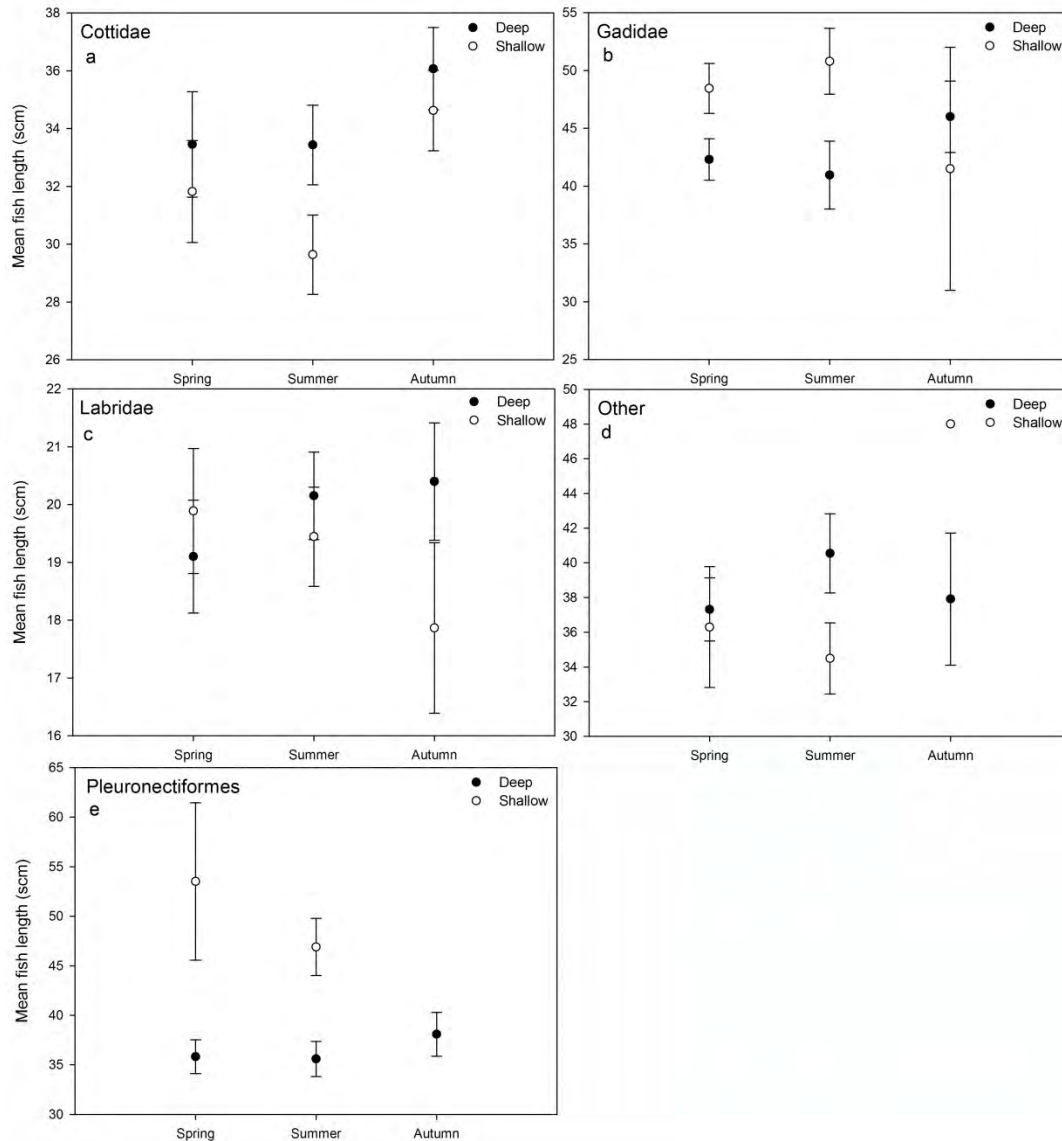 Cottidae
a
Deep
Shallow
Mean fish length (scm)
38
36
34
32
30
28
26
Spring
Summer
Autumn
Gadidae
b
Deep
Shallow
55
50
45
40
35
30
25
Spring
Summer
Autumn
Labridae
c
Deep
Shallow
Mean fish length (scm)
22
21
20
19
18
17
16
Spring
Summer
Autumn
Other
d
Deep
Shallow
50
48
46
44
42
40
38
36
34
32
30
Spring
Summer
Autumn
Pleuronectiformes
e
Deep
Shallow
Mean fish length (scm)
65
60
55
50
45
40
35
30
Spring
Summer
Autumn